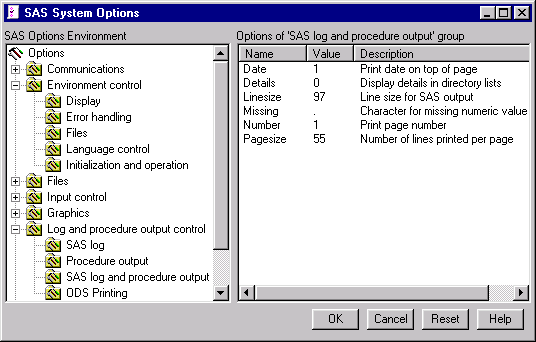 SAS System Options
SAS Options Environment
Options
Communications
Environment control
Display
Error handling
Files
Language control
Initialization and operation
Files
Input control
Graphics
Log and procedure output control
SAS log
Procedure output
SAS log and procedure output
ODS Printing
Options of 'SAS log and procedure output' group
Name Value Description
Date 1 Print date on top of page
Details 0 Display details in directory lists
Linesize 97 Line size for SAS output
Missing . Character for missing numeric value
Number 1 Print page number
Pagesize 55 Number of lines printed per page
OK Cancel Reset Help